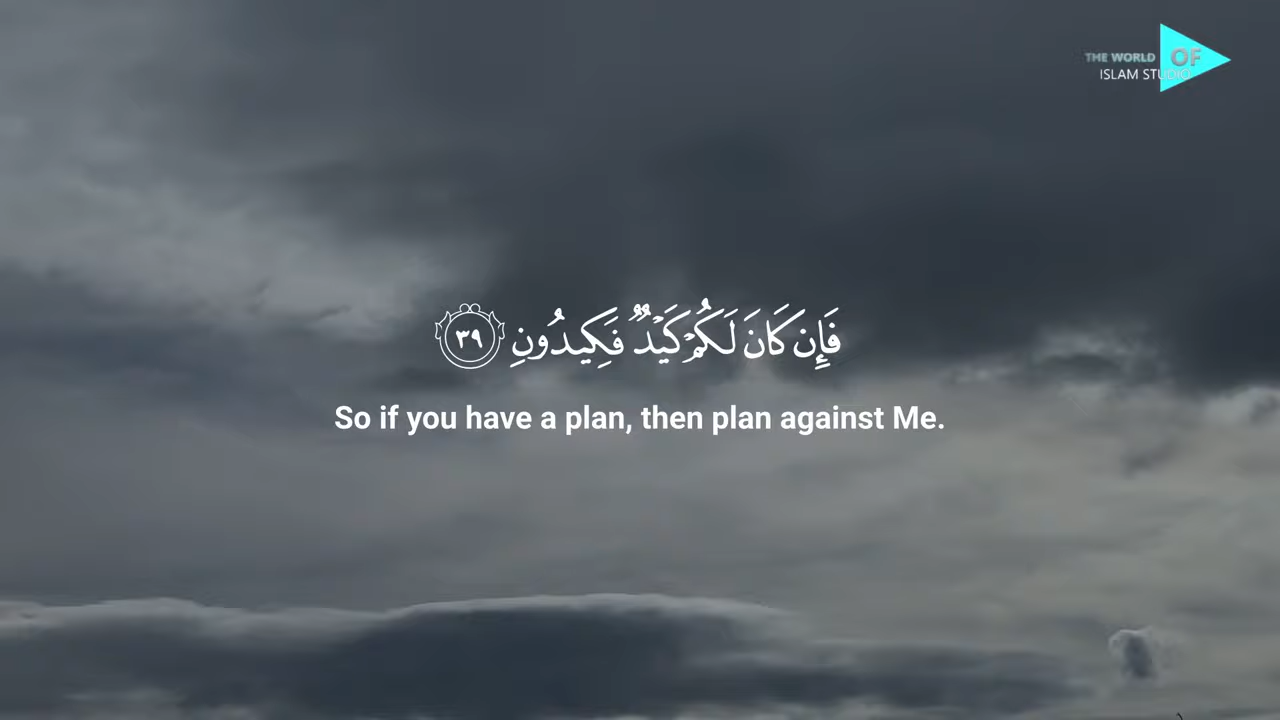 THE WORLD OF
ISLAM STUDIO
فَإِن كَانَ لَكُمْ كَيْدٌ فَكِيدُونِ ٣٩
So if you have a plan, then plan against Me.